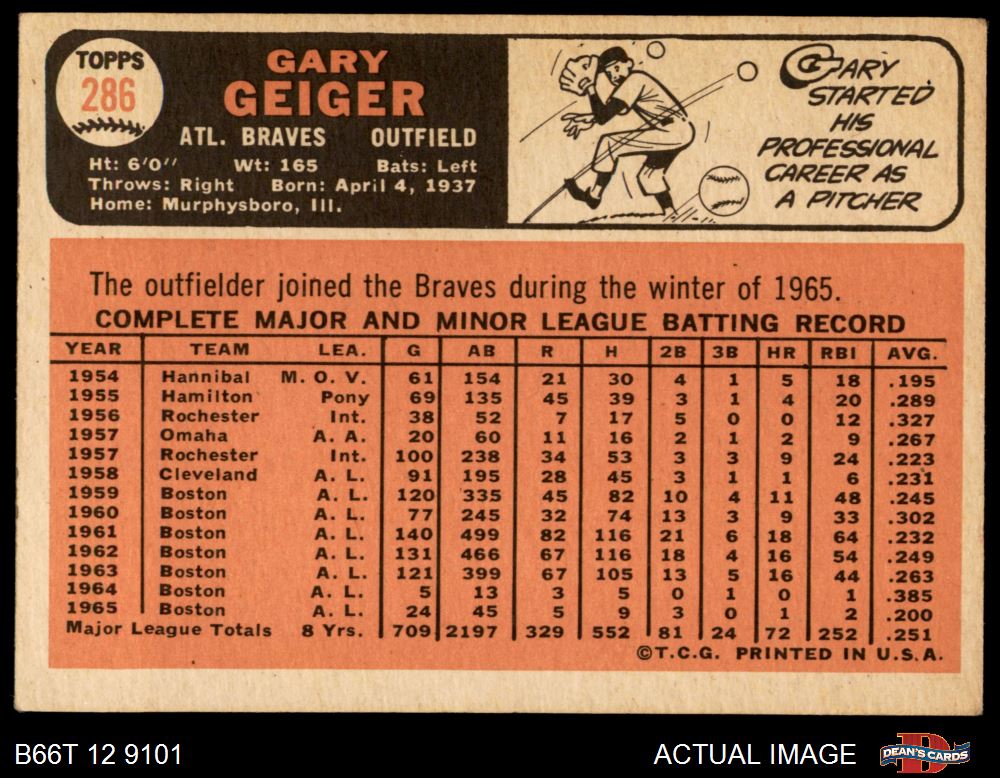 TOPPS
286
GARY
GEIGER
ATL. BRAVES OUTFIELD
Ht: 6'0" Wt: 165 Bats: Left
Throws: Right Born: April 4, 1937
Home: Murphysboro, Ill.
GARY
STARTED
HIS
PROFESSIONAL
CAREER AS
A PITCHER
The outfielder joined the Braves during the winter of 1965.
COMPLETE MAJOR AND MINOR LEAGUE BATTING RECORD
YEAR TEAM LEA. G AB R H 2B 3B HR RBI AVG.
1954 Hannibal M. O. V. 61 154 21 30 4 1 5 18 .195
1955 Hamilton Pony 69 135 45 39 3 1 4 20 .289
1956 Rochester Int. 38 52 7 17 5 0 0 12 .327
1957 Omaha A. A. 20 60 11 16 2 1 2 9 .267
1957 Rochester Int. 100 238 34 53 3 3 9 24 .223
1958 Cleveland A. L. 91 195 28 45 3 1 1 6 .231
1959 Boston A. L. 120 335 45 82 10 4 11 48 .245
1960 Boston A. L. 77 245 32 74 13 3 9 33 .302
1961 Boston A. L. 140 499 82 116 21 6 18 64 .232
1962 Boston A. L. 131 466 67 116 18 4 16 54 .249
1963 Boston A. L. 121 399 67 105 13 5 16 44 .263
1964 Boston A. L. 5 13 3 5 0 1 0 1 .385
1965 Boston A. L. 24 45 5 9 3 0 1 2 .200
Major League Totals 8 Yrs. 709 2197 329 552 81 24 72 252 .251
©T.C.G. PRINTED IN U.S.A.
B66T 12 9101 ACTUAL IMAGE DEAN'S CARDS